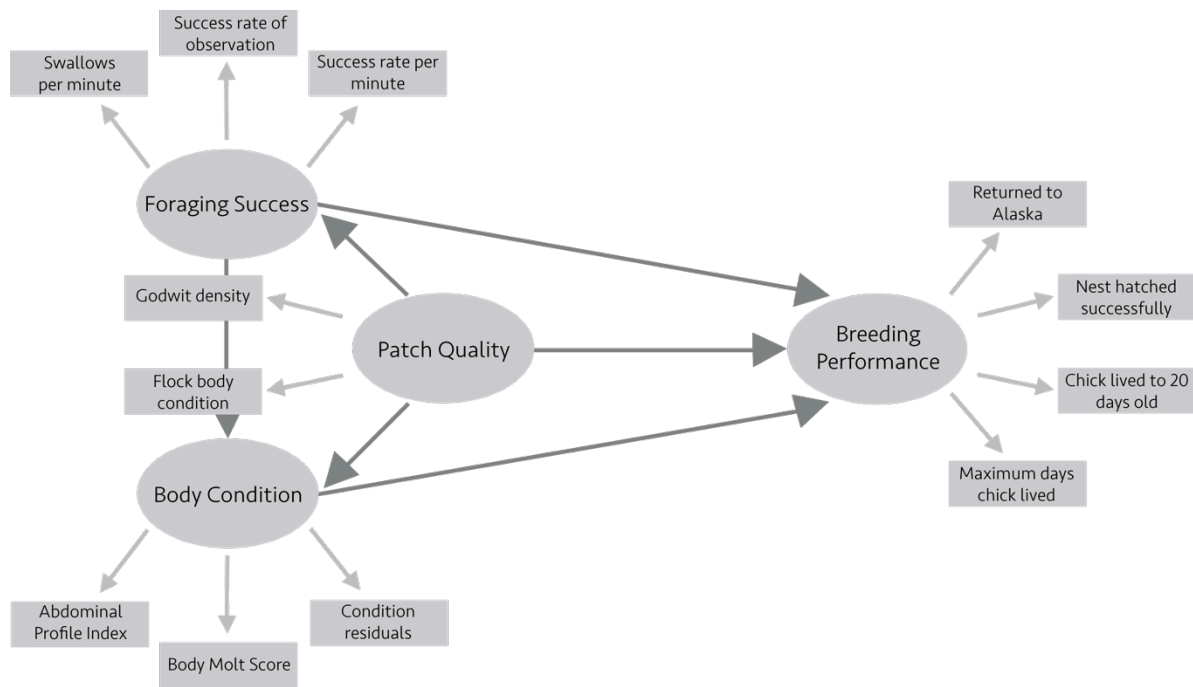 Success rate of
observation
Swallows
per minute
Success rate per
minute
Foraging Success
Returned to
Alaska
Godwit density
Nest hatched
successfully
Patch Quality
Breeding
Performance
Flock body
condition
Chick lived to 20
days old
Body Condition
Maximum days
chick lived
Abdominal
Profile Index
Condition
residuals
Body Molt Score